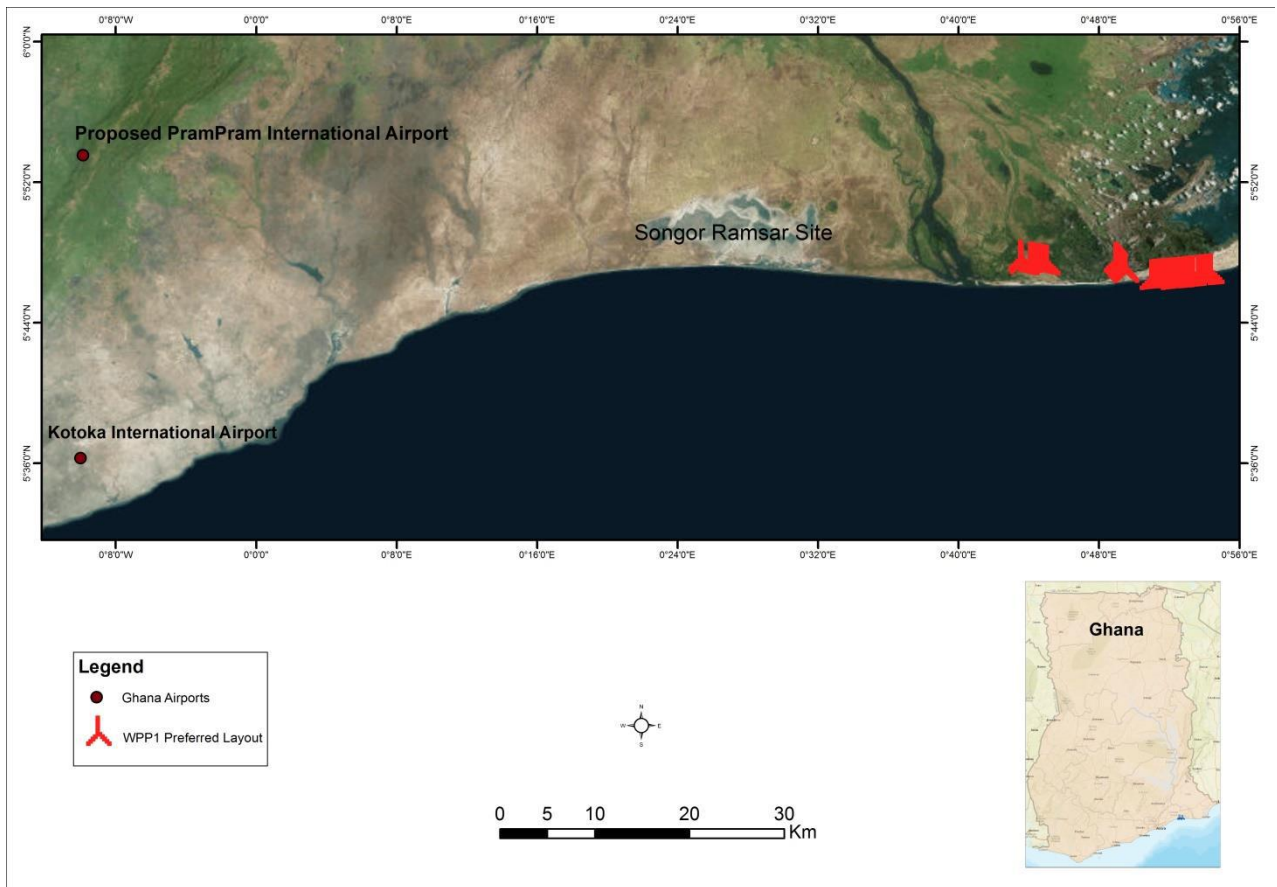 0°8'0"W 0°0'0" 0°8'0"E 0°16'0"E 0°24'0"E 0°32'0"E 0°40'0"E 0°48'0"E 0°56'0"E
6°0'0"N 6°0'0"N
Proposed PramPram International Airport
5°52'0"N 5°52'0"N
Songor Ramsar Site
5°44'0"N 5°44'0"N
Kotoka International Airport
5°36'0"N 5°36'0"N
0°8'0"W 0°0'0" 0°8'0"E 0°16'0"E 0°24'0"E 0°32'0"E 0°40'0"E 0°48'0"E 0°56'0"E
Ghana
Legend
Ghana Airports
WPP1 Preferred Layout
N
W E
S
0 5 10 20 30
Km